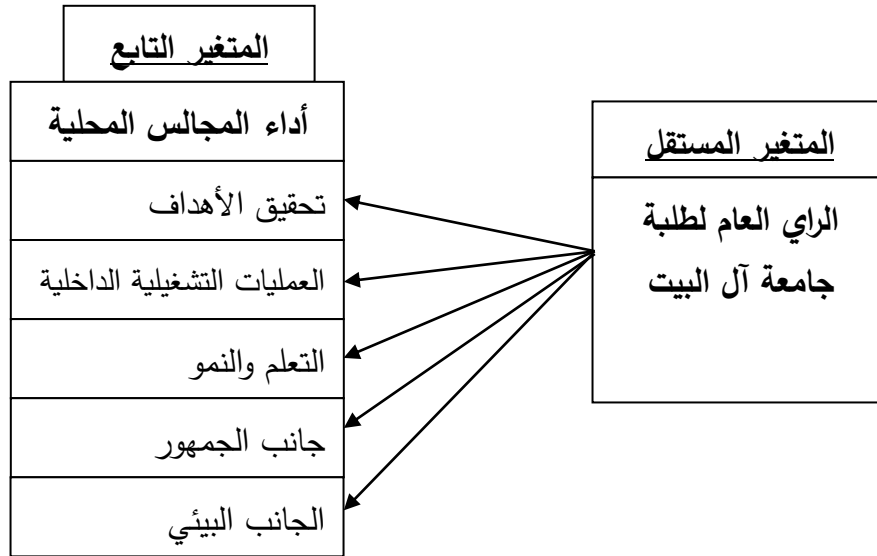 المتغير المستقل
الراي العام لطلبة
جامعة آل البيت
المتغير التابع
أداء المجالس المحلية
تحقيق الأهداف
العمليات التشغيلية الداخلية
التعلم والنمو
جانب الجمهور
الجانب البيئي